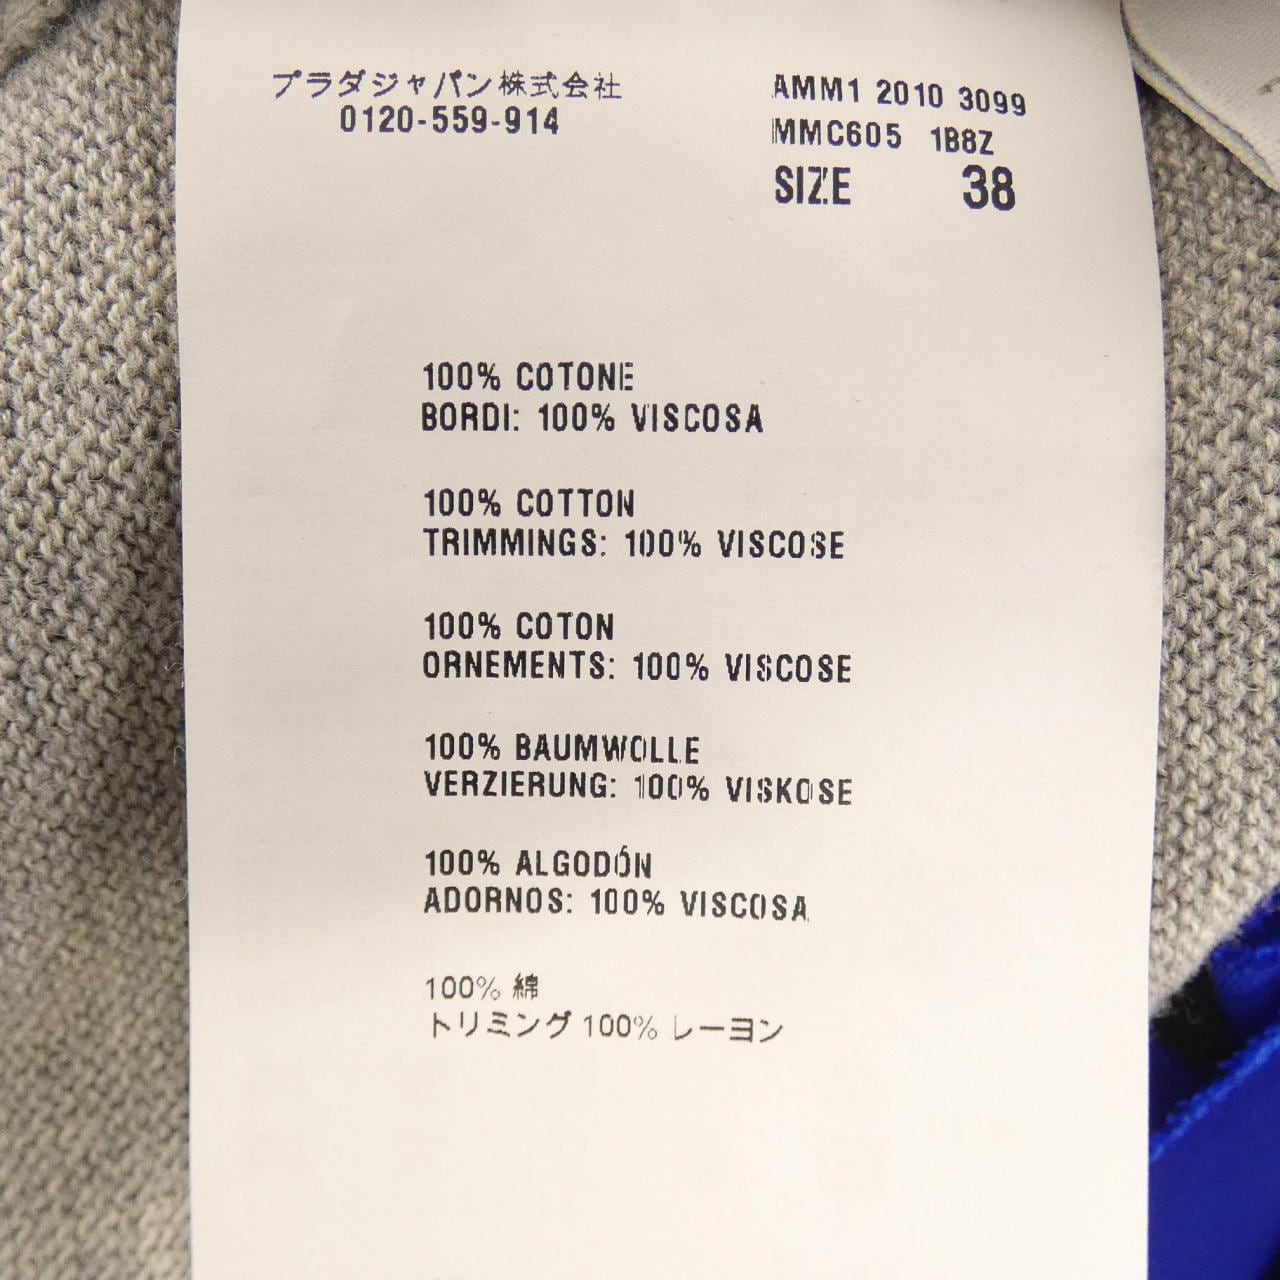 プラダジャパン株式会社
0120-559-914
AMM1 2010 3099
MMC605 1B8Z
SIZE 38
100% COTONE
BORDI: 100% VISCOSA
100% COTTON
TRIMMINGS: 100% VISCOSE
100% COTON
ORNEMENTS: 100% VISCOSE
100% BAUMWOLLE
VERZIERUNG: 100% VISKOSE
100% ALGODÓN
ADORNOS: 100% VISCOSA
100% 綿
トリミング 100% レーヨン